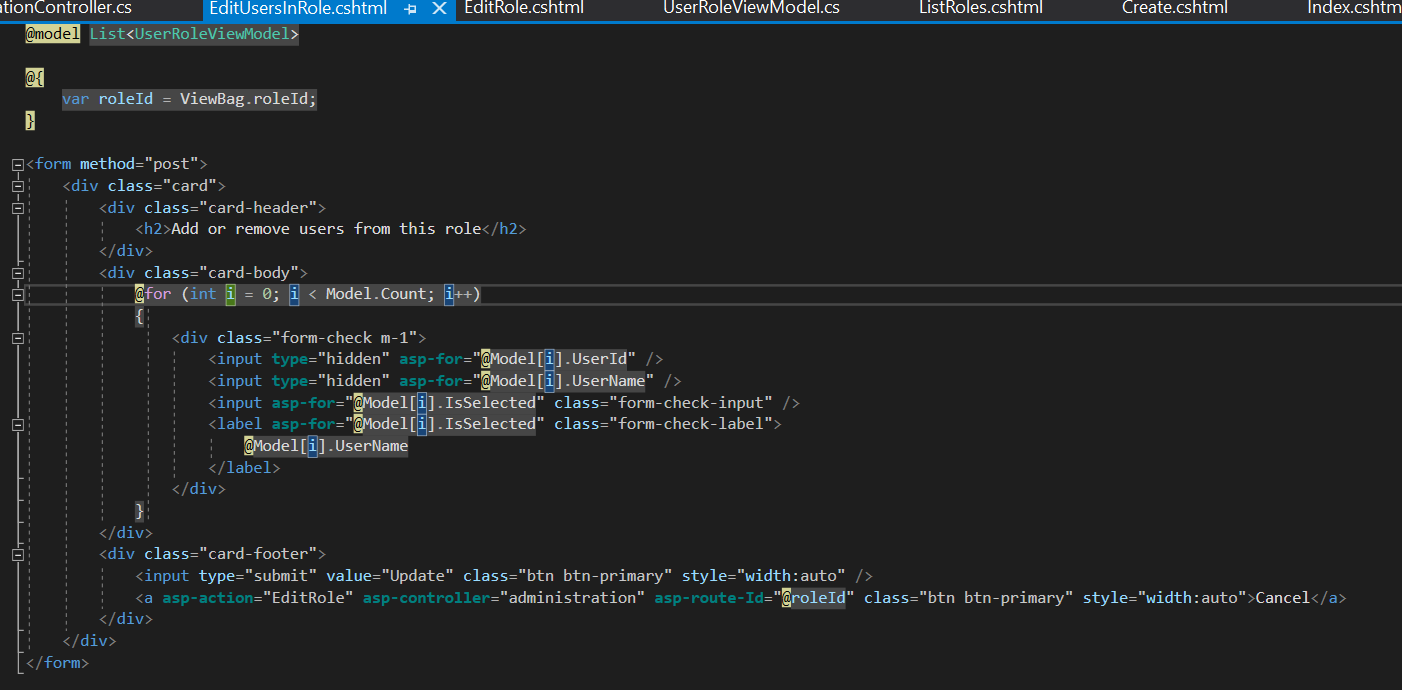 ationController.cs EditUsersInRole.cshtml EditRole.cshtml UserRoleViewModel.cs ListRoles.cshtml Create.cshtml Index.cshtm
@model List<UserRoleViewModel>
@{
var roleId = ViewBag.roleId;
}
<form method="post">
<div class="card">
<div class="card-header">
<h2>Add or remove users from this role</h2>
</div>
<div class="card-body">
@for (int i = 0; i < Model.Count; i++)
{
<div class="form-check m-1">
<input type="hidden" asp-for="@Model[i].UserId" />
<input type="hidden" asp-for="@Model[i].UserName" />
<input asp-for="@Model[i].IsSelected" class="form-check-input" />
<label asp-for="@Model[i].IsSelected" class="form-check-label">
@Model[i].UserName
</label>
</div>
}
</div>
<div class="card-footer">
<input type="submit" value="Update" class="btn btn-primary" style="width:auto" />
<a asp-action="EditRole" asp-controller="administration" asp-route-Id="@roleId" class="btn btn-primary" style="width:auto">Cancel</a>
</div>
</div>
</form>